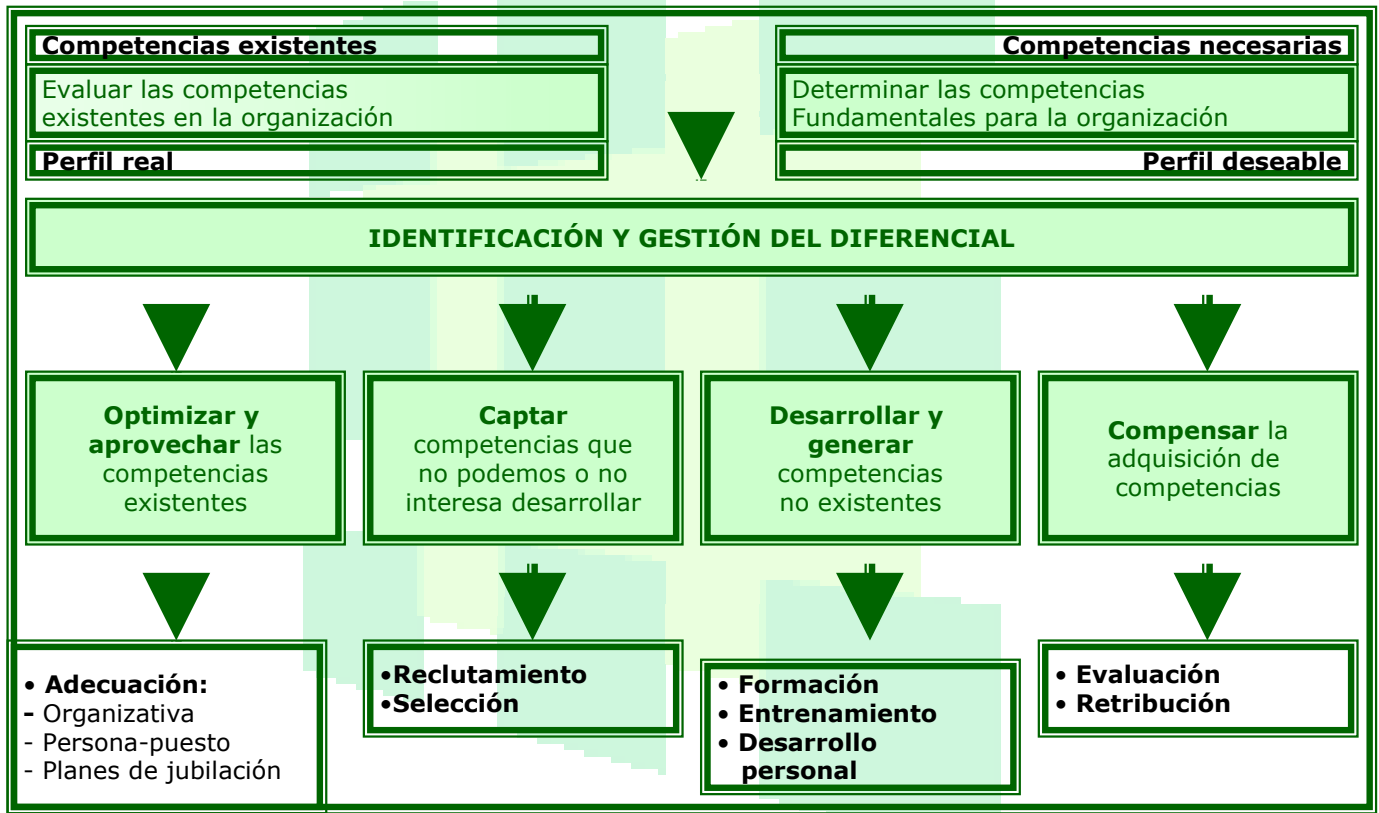 Competencias existentes
Evaluar las competencias
existentes en la organización
Perfil real
Competencias necesarias
Determinar las competencias
Fundamentales para la organización
Perfil deseable
IDENTIFICACIÓN Y GESTIÓN DEL DIFERENCIAL
Optimizar y
aprovechar las
competencias
existentes
Captar
competencias que
no podemos o no
interesa desarrollar
Desarrollar y
generar
competencias
no existentes
Compensar la
adquisición de
competencias
• Adecuación:
- Organizativa
- Persona-puesto
- Planes de jubilación
•Reclutamiento
•Selección
• Formación
• Entrenamiento
• Desarrollo
personal
• Evaluación
• Retribución